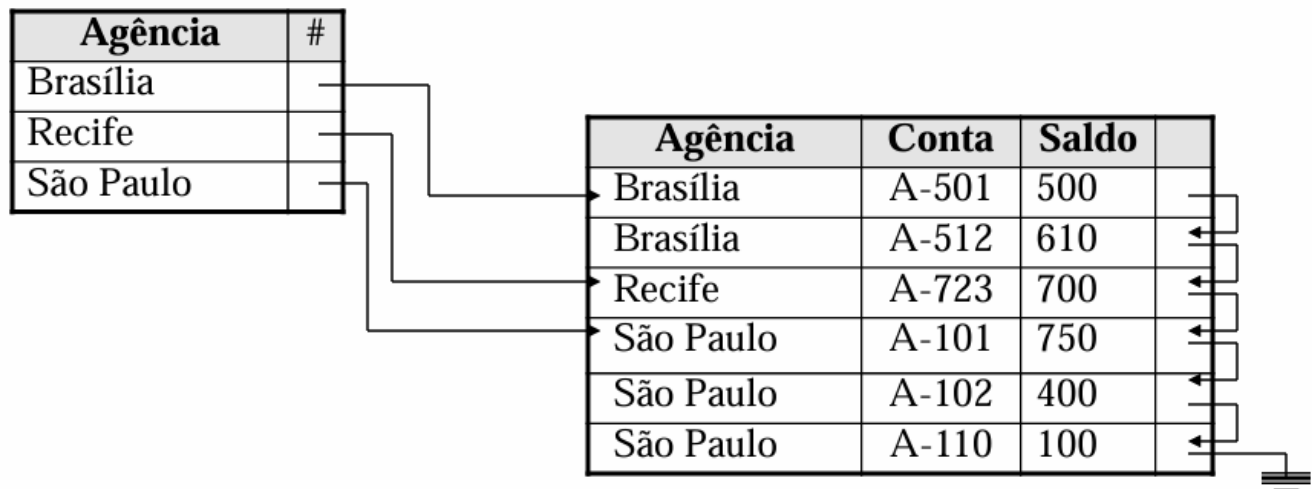 Agência #
Brasília
Recife
São Paulo
Agência Conta Saldo
Brasília A-501 500
Brasília A-512 610
Recife A-723 700
São Paulo A-101 750
São Paulo A-102 400
São Paulo A-110 100